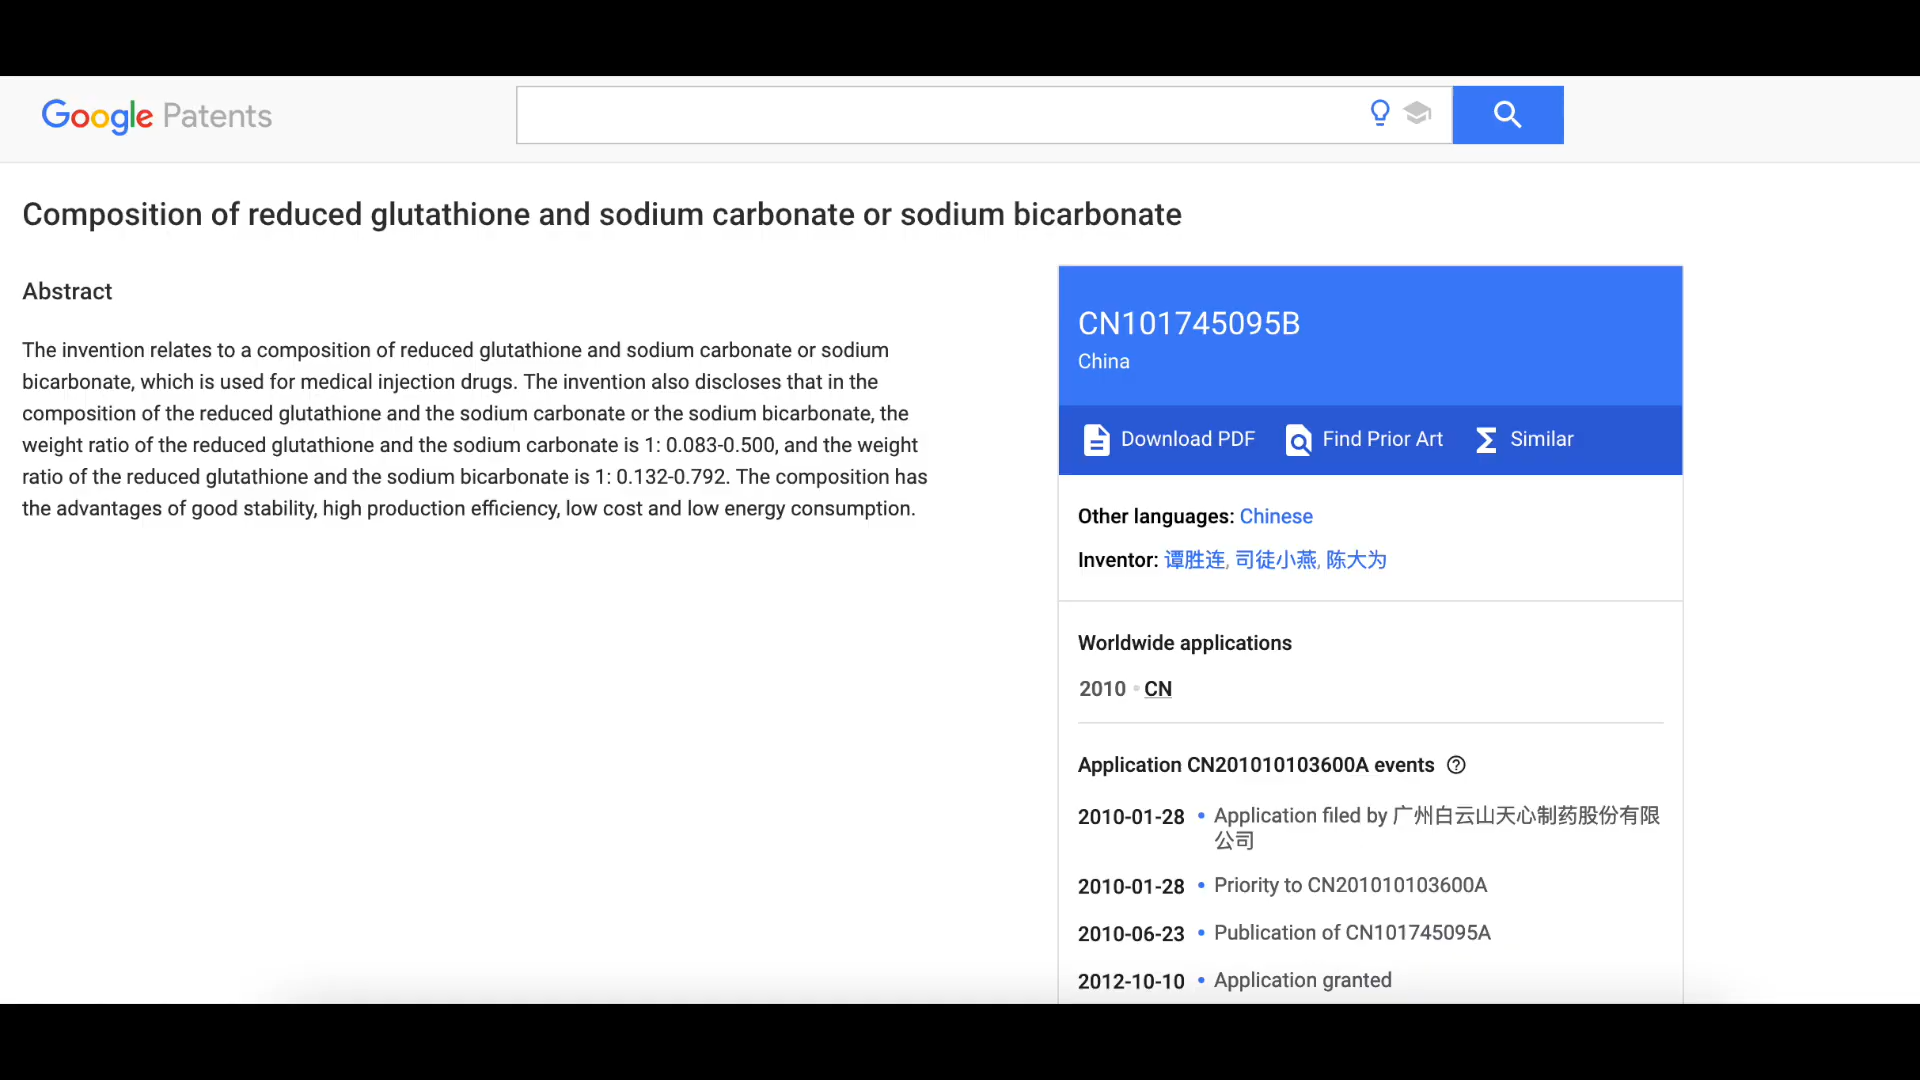 Google Patents
Composition of reduced glutathione and sodium carbonate or sodium bicarbonate
Abstract
The invention relates to a composition of reduced glutathione and sodium carbonate or sodium
bicarbonate, which is used for medical injection drugs. The invention also discloses that in the
composition of the reduced glutathione and the sodium carbonate or the sodium bicarbonate, the
weight ratio of the reduced glutathione and the sodium carbonate is 1: 0.083-0.500, and the weight
ratio of the reduced glutathione and the sodium bicarbonate is 1: 0.132-0.792. The composition has
the advantages of good stability, high production efficiency, low cost and low energy consumption.
CN101745095B
China
Download PDF Find Prior Art Similar
Other languages: Chinese
Inventor: 谭胜连, 司徒小燕, 陈大为
Worldwide applications
2010 • CN
Application CN201010103600A events
2010-01-28 • Application filed by 广州白云山天心制药股份有限
公司
2010-01-28 • Priority to CN201010103600A
2010-06-23 • Publication of CN101745095A
2012-10-10 • Application granted